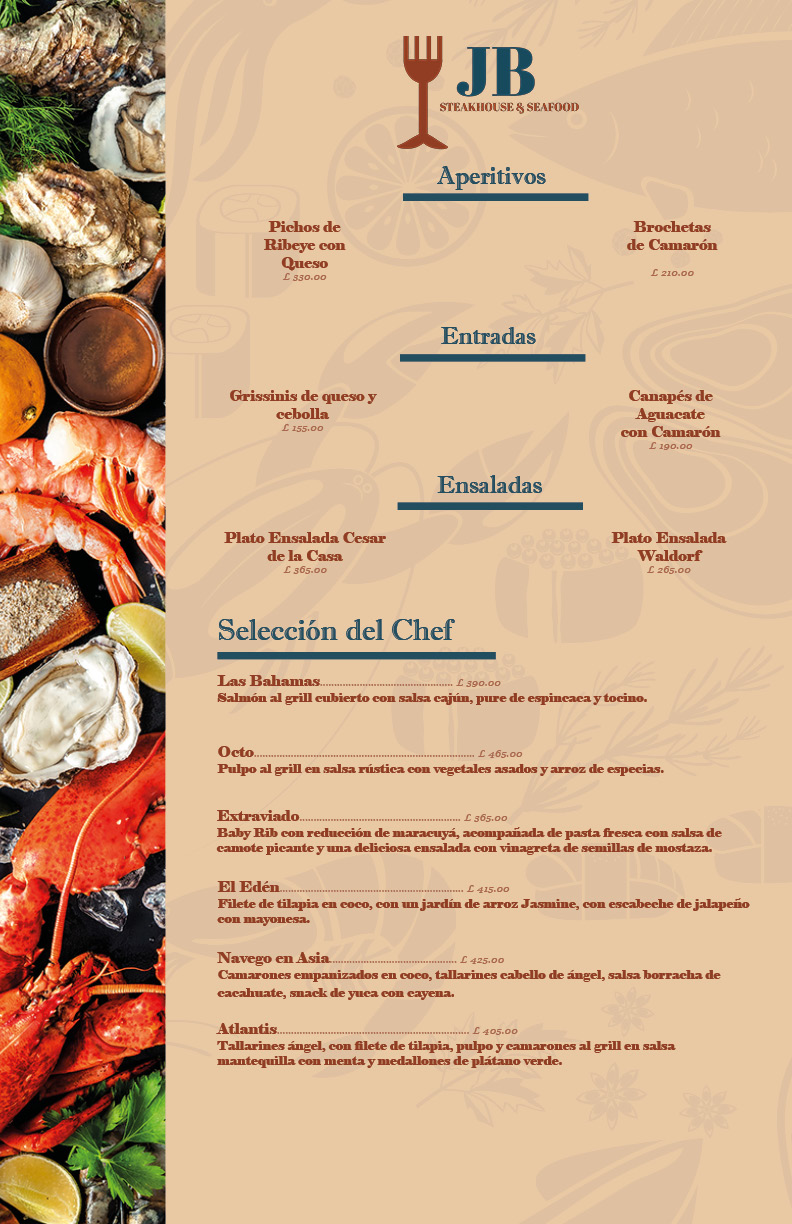 JB
STEAKHOUSE & SEAFOOD
Aperitivos
Pichos de
Ribeye con
Queso
L 330.00
Brochetas
de Camarón
L 210.00
Entradas
Grissinis de queso y
cebolla
L 155.00
Canapés de
Aguacate
con Camarón
L 190.00
Ensaladas
Plato Ensalada Cesar
de la Casa
L 365.00
Plato Ensalada
Waldorf
L 265.00
Selección del Chef
Las Bahamas............................................. L 390.00
Salmón al grill cubierto con salsa cajún, pure de espincaca y tocino.
Octo........................................................................... L 465.00
Pulpo al grill en salsa rústica con vegetales asados y arroz de especias.
Extraviado....................................................... L 365.00
Baby Rib con reducción de maracuyá, acompañada de pasta fresca con salsa de
camote picante y una deliciosa ensalada con vinagreta de semillas de mostaza.
El Edén............................................................... L 415.00
Filete de tilapia en coco, con un jardín de arroz Jasmine, con escabeche de jalapeño
con mayonesa.
Navego en Asia........................................... L 425.00
Camarones empanizados en coco, tallarines cabello de ángel, salsa borracha de
cacahuate, snack de yuca con cayena.
Atlantis.................................................................. L 405.00
Tallarines ángel, con filete de tilapia, pulpo y camarones al grill en salsa
mantequilla con menta y medallones de plátano verde.